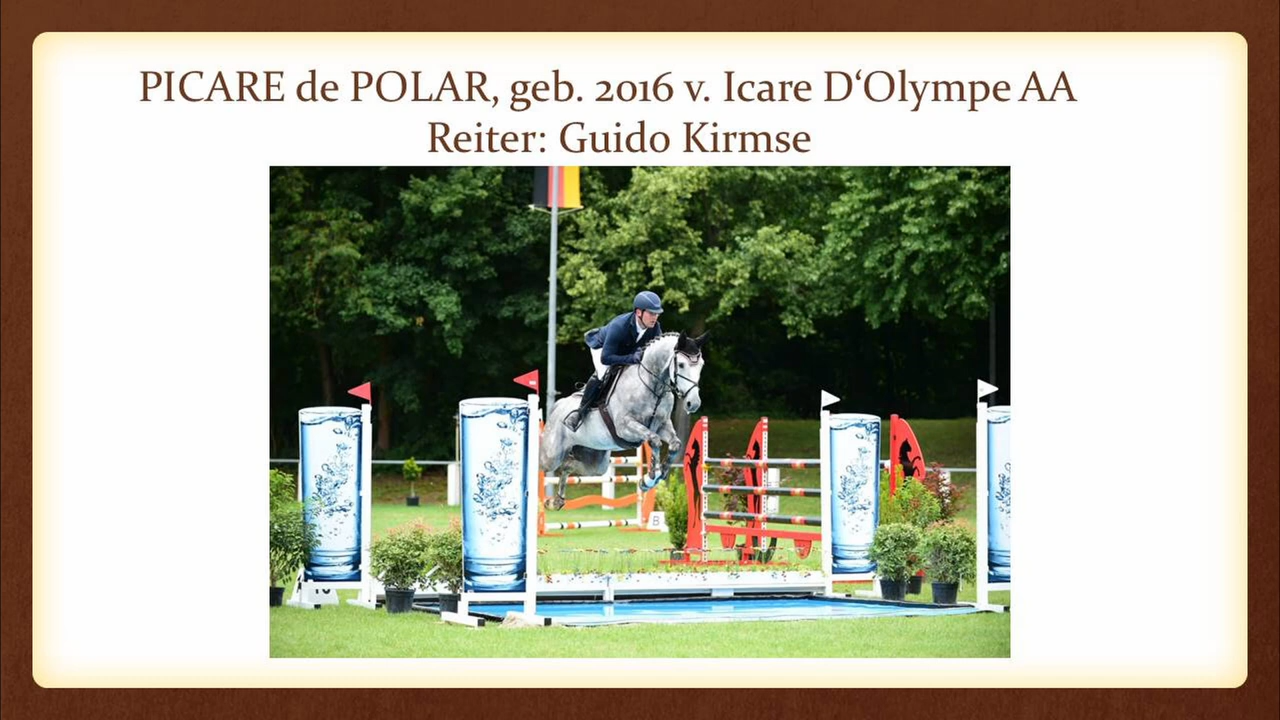 PICARE de POLAR, geb. 2016 v. Icare D‘Olympe AA
Reiter: Guido Kirmse
B